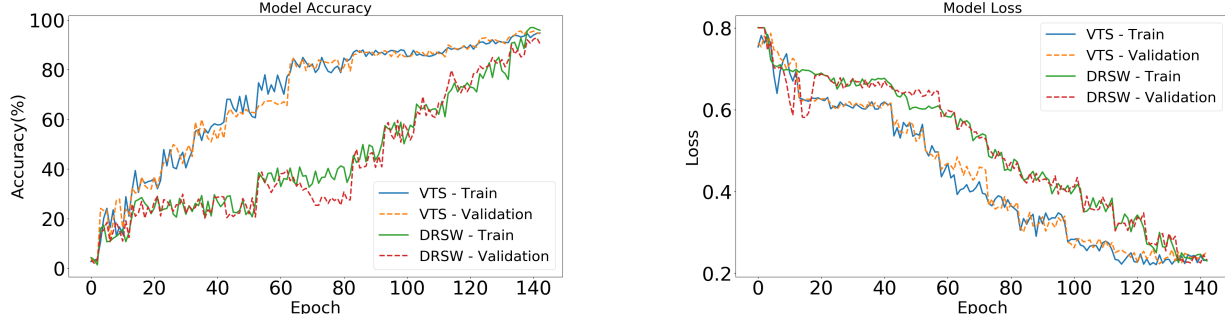 Model Accuracy
Accuracy(%)
100
80
60
40
20
0
0 20 40 60 80 100 120 140
Epoch
VTS - Train
VTS - Validation
DRSW - Train
DRSW - Validation
Model Loss
Loss
0.8
0.6
0.4
0.2
0 20 40 60 80 100 120 140
Epoch
VTS - Train
VTS - Validation
DRSW - Train
DRSW - Validation